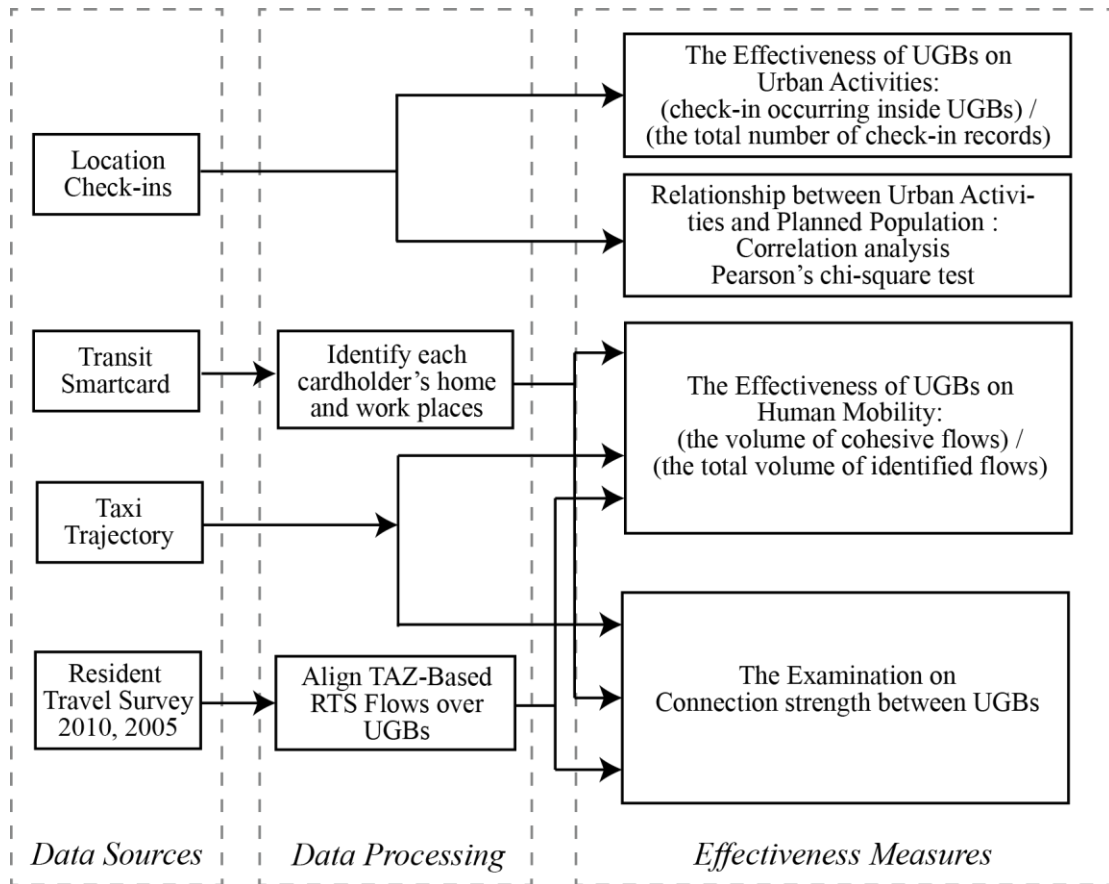 Location
Check-ins
Transit
Smartcard
Taxi
Trajectory
Resident
Travel Survey
2010, 2005
Data Sources
Identify each
cardholder's home
and work places
Align TAZ-Based
RTS Flows over
UGBs
Data Processing
The Effectiveness of UGBs on
Urban Activities:
(check-in occurring inside UGBs) /
(the total number of check-in records)
Relationship between Urban Activi-
ties and Planned Population :
Correlation analysis
Pearson's chi-square test
The Effectiveness of UGBs on
Human Mobility:
(the volume of cohesive flows) /
(the total volume of identified flows)
The Examination on
Connection strength between UGBs
Effectiveness Measures